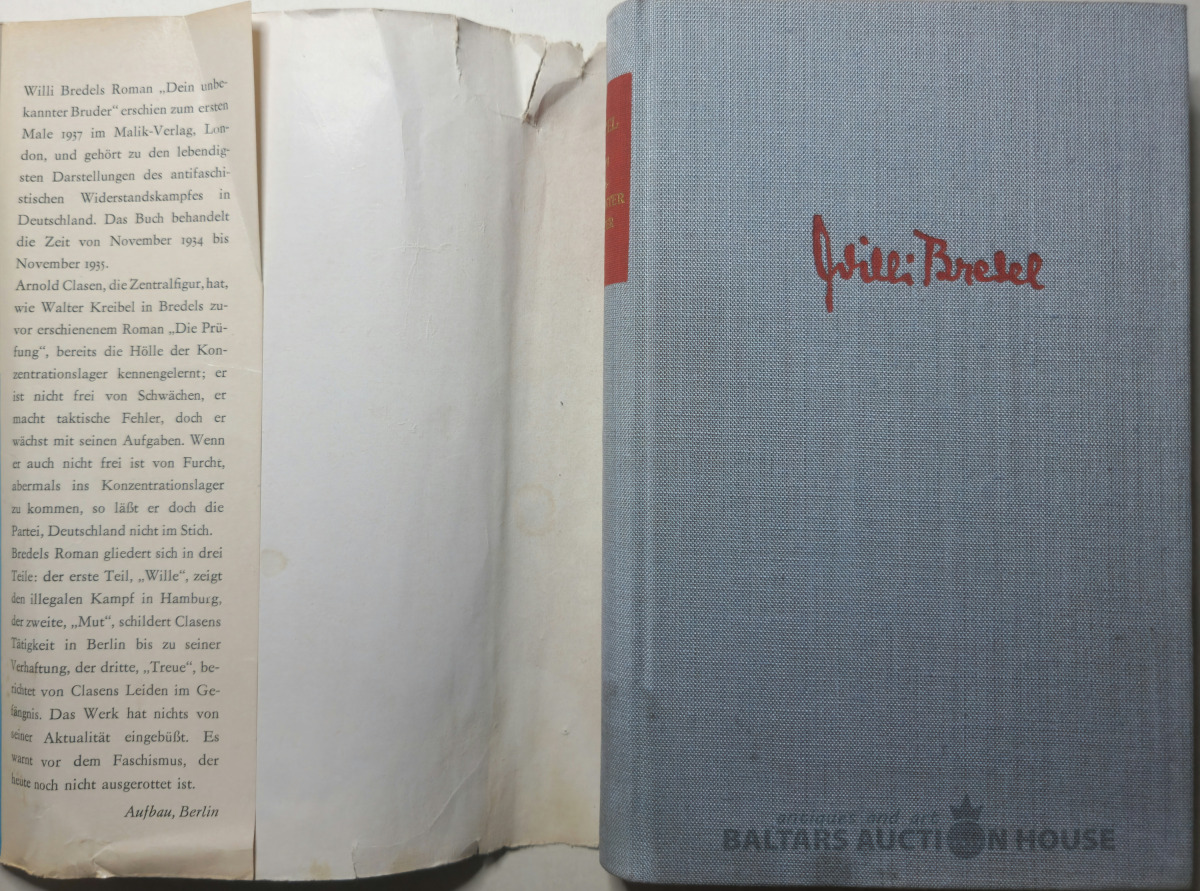 Willi Bredels Roman „Dein unbe-
kannter Bruder“ erschien zum ersten
Male 1937 im Malik-Verlag, Lon-
don, und gehört zu den lebendig-
sten Darstellungen des antifaschi-
stischen Widerstandskampfes in
Deutschland. Das Buch behandelt
die Zeit von November 1934 bis
November 1935.
Arnold Clasen, die Zentralfigur, hat,
wie Walter Kreibel in Bredels zu-
vor erschienenem Roman „Die Prü-
fung“, bereits die Hölle der Kon-
zentrationslager kennengelernt; er
ist nicht frei von Schwächen, er
macht taktische Fehler, doch er
wächst mit seinen Aufgaben. Wenn
er auch nicht frei ist von Furcht,
abermals ins Konzentrationslager
zu kommen, so läßt er doch die
Partei, Deutschland nicht im Stich.
Bredels Roman gliedert sich in drei
Teile: der erste Teil, „Wille“, zeigt
den illegalen Kampf in Hamburg,
der zweite, „Mut“, schildert Clasens
Tätigkeit in Berlin bis zu seiner
Verhaftung, der dritte, „Treue“, be-
richtet von Clasens Leiden im Ge-
fängnis. Das Werk hat nichts von
seiner Aktualität eingebüßt. Es
warnt vor dem Faschismus, der
heute noch nicht ausgerottet ist.
Aufbau, Berlin
Willi Bredel
antiques and art
BALTARS AUCTION HOUSE